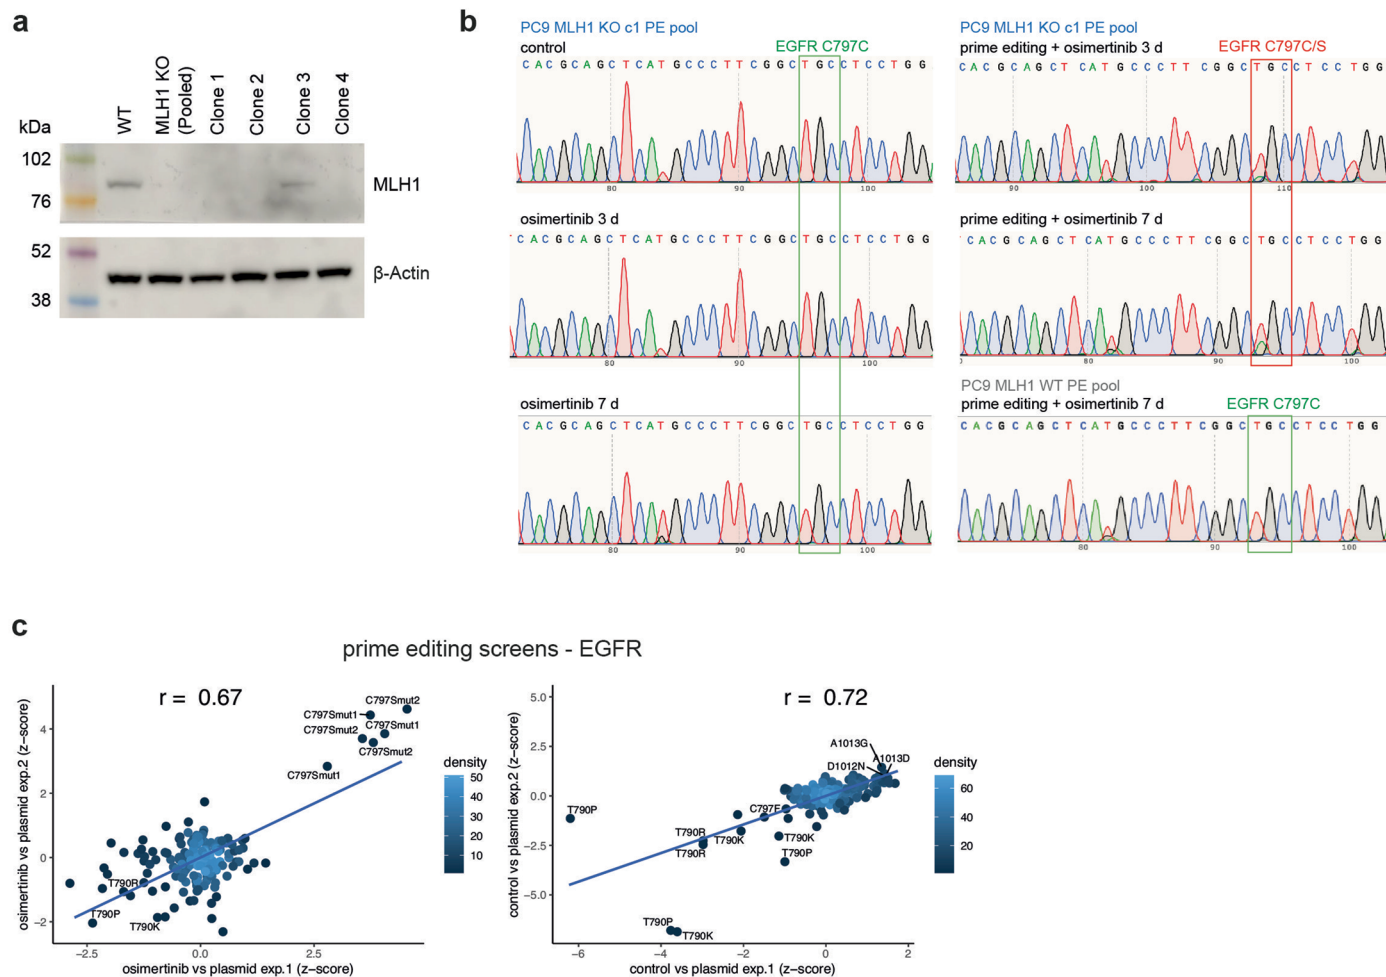 a
kDa
WT
MLH1 KO
(Pooled)
Clone 1
Clone 2
Clone 3
Clone 4
102
76
MLH1
52
38
β-Actin
b
PC9 MLH1 KO c1 PE pool
control
EGFR C797C
C A C G C A G C T C A T G C C C T T C G G C T G C C T C C T G G
80
90
100
osimertinib 3 d
C A C G C A G C T C A T G C C C T T C G G C T G C C T C C T G G
80
90
100
osimertinib 7 d
C A C G C A G C T C A T G C C C T T C G G C T G C C T C C T G G
80
90
100
PC9 MLH1 KO c1 PE pool
prime editing + osimertinib 3 d
EGFR C797C/S
C A C G C A G C T C A T G C C C T T C G G C T G C C T C C T G G
90
100
110
prime editing + osimertinib 7 d
C A C G C A G C T C A T G C C C T T C G G C T G C C T C C T G G
80
90
100
PC9 MLH1 WT PE pool
prime editing + osimertinib 7 d
EGFR C797C
C A C G C A G C T C A T G C C C T T C G G C T G C C T C C T G G
80
90
100
c
prime editing screens - EGFR
r = 0.67
osimertinib vs plasmid exp.2 (z−score)
4
2
0
−2
C797Smut2
C797Smut1
C797Smut2
C797Smut1
C797Smut2
C797Smut1
T790R
T790P
T790K
−2.5
0.0
2.5
osimertinib vs plasmid exp.1 (z−score)
density
50
40
30
20
10
r = 0.72
control vs plasmid exp.2 (z−score)
5.0
2.5
0.0
−2.5
−5.0
A1013G
A1013D
D1012N
T790P
C797F
T790R
T790K
T790K
T790R
T790P
T790P
T790K
−6
−4
−2
0
2
control vs plasmid exp.1 (z−score)
density
60
40
20